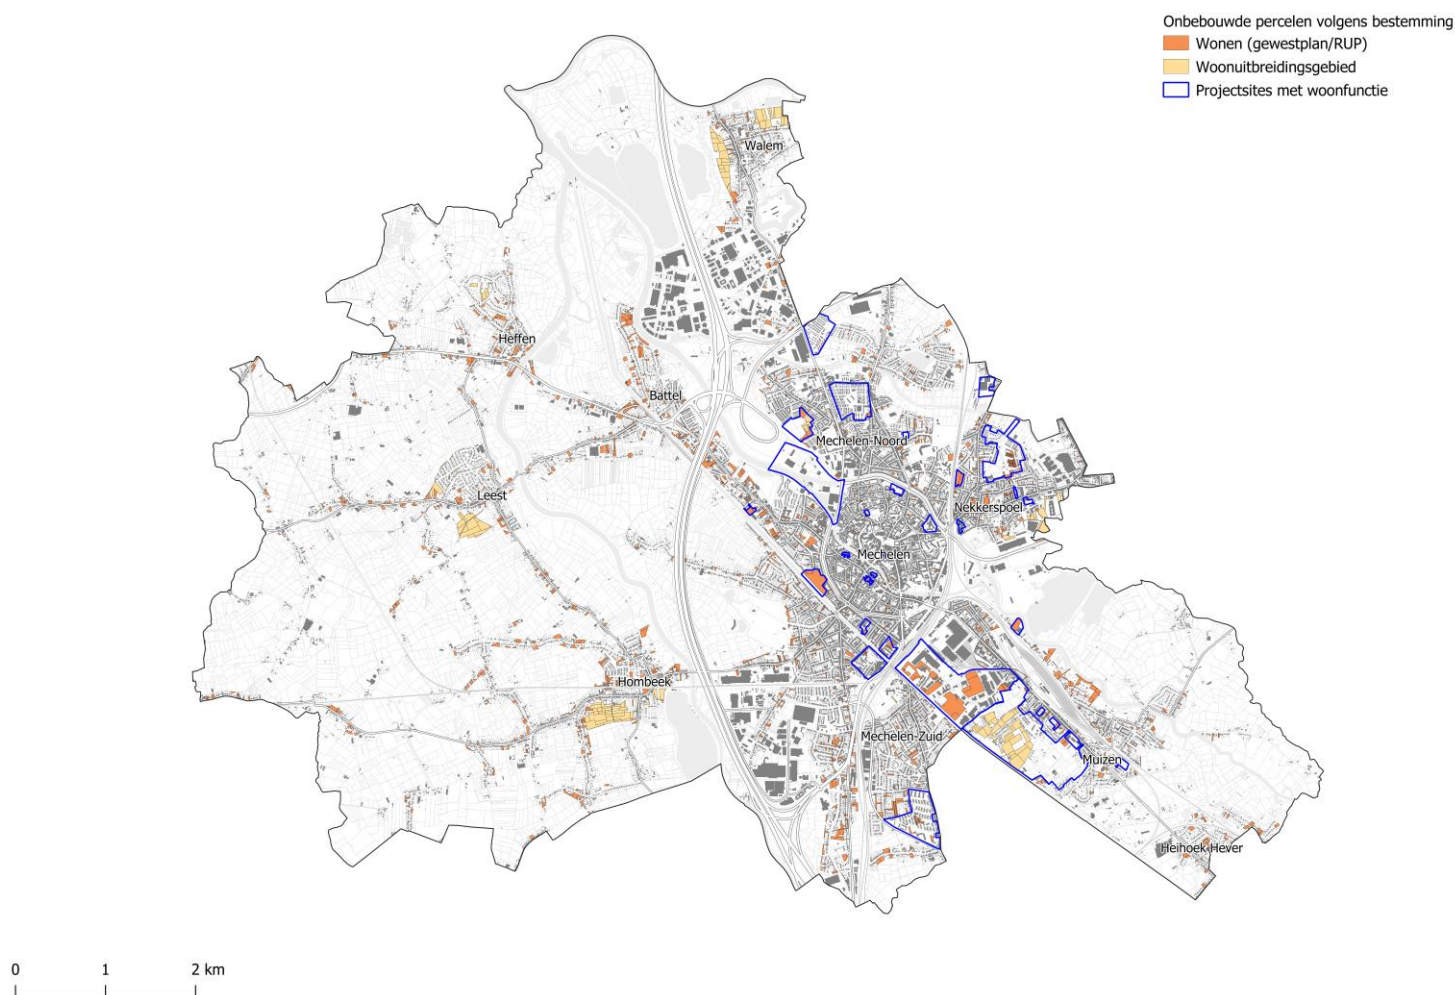 Onbebouwde percelen volgens bestemming
Wonen (gewestplan/RUP)
Woonuitbreidingsgebied
Projectsites met woonfunctie
Walem
Heffen
Battel
Mechelen-Noord
Leest
Nekkerspoel
Mechelen
Hombeek
Mechelen-Zuid
Muizen
Heihoek-Hever
0 1 2 km